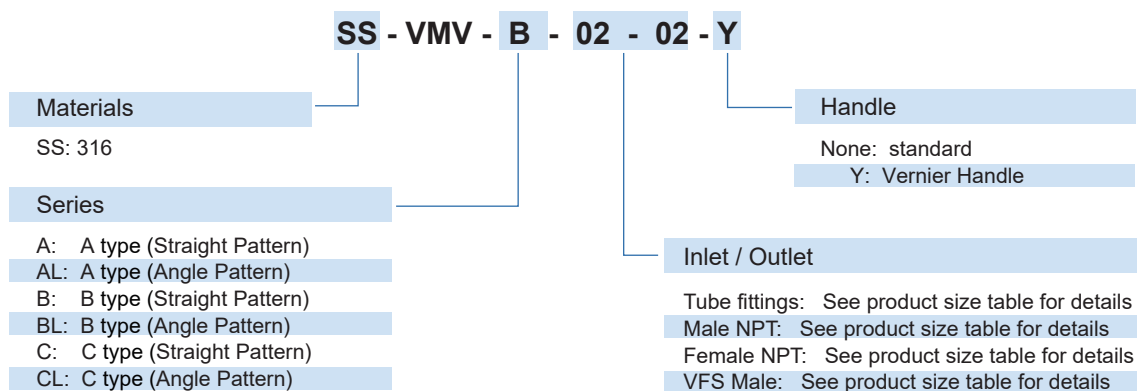 SS - VMV - B - 02 - 02 - Y
Materials
SS: 316
Series
A: A type (Straight Pattern)
AL: A type (Angle Pattern)
B: B type (Straight Pattern)
BL: B type (Angle Pattern)
C: C type (Straight Pattern)
CL: C type (Angle Pattern)
Handle
None: standard
Y: Vernier Handle
Inlet / Outlet
Tube fittings: See product size table for details
Male NPT: See product size table for details
Female NPT: See product size table for details
VFS Male: See product size table for details